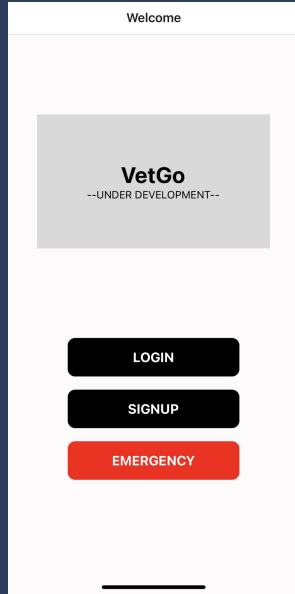 Welcome
VetGo
--UNDER DEVELOPMENT--
LOGIN
SIGNUP
EMERGENCY